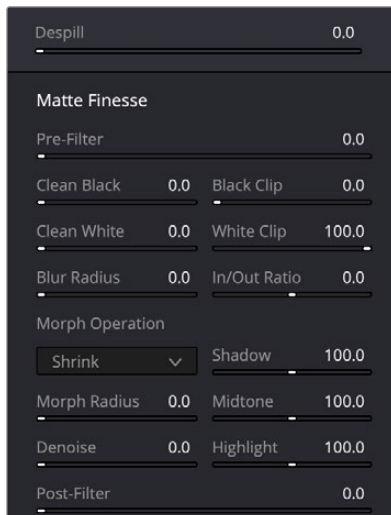 Despill 0.0
Matte Finesse
Pre-Filter 0.0
Clean Black 0.0 Black Clip 0.0
Clean White 0.0 White Clip 100.0
Blur Radius 0.0 In/Out Ratio 0.0
Morph Operation
Shrink Shadow 100.0
Morph Radius 0.0 Midtone 100.0
Denoise 0.0 Highlight 100.0
Post-Filter 0.0